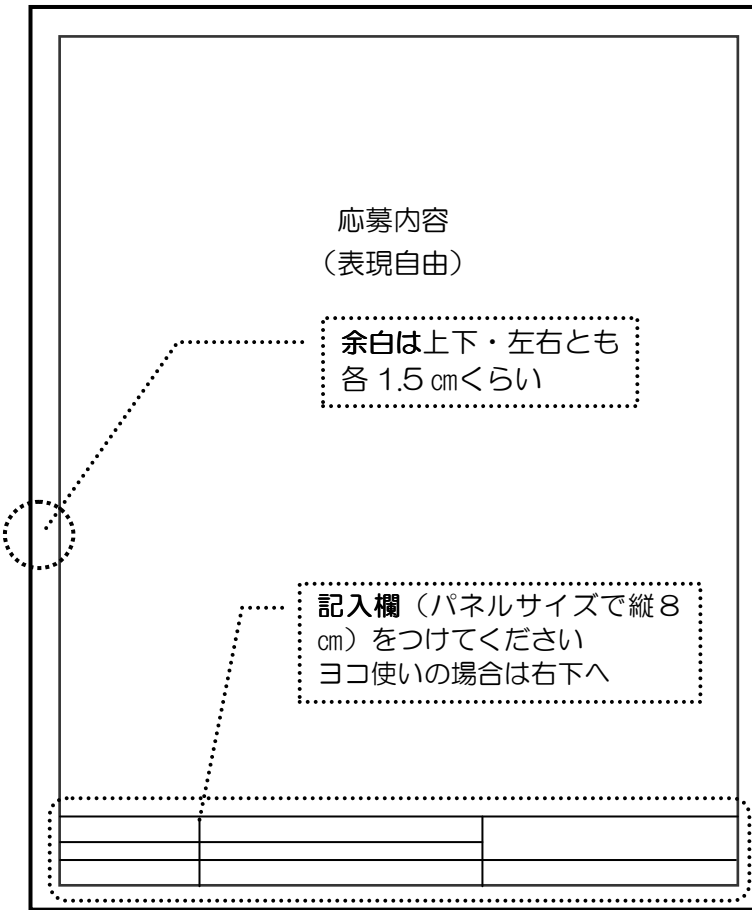 応募内容
（表現自由）
余白は上下・左右とも
各 1.5 ㎝くらい
記入欄（パネルサイズで縦８
㎝）をつけてください
ヨコ使いの場合は右下へ